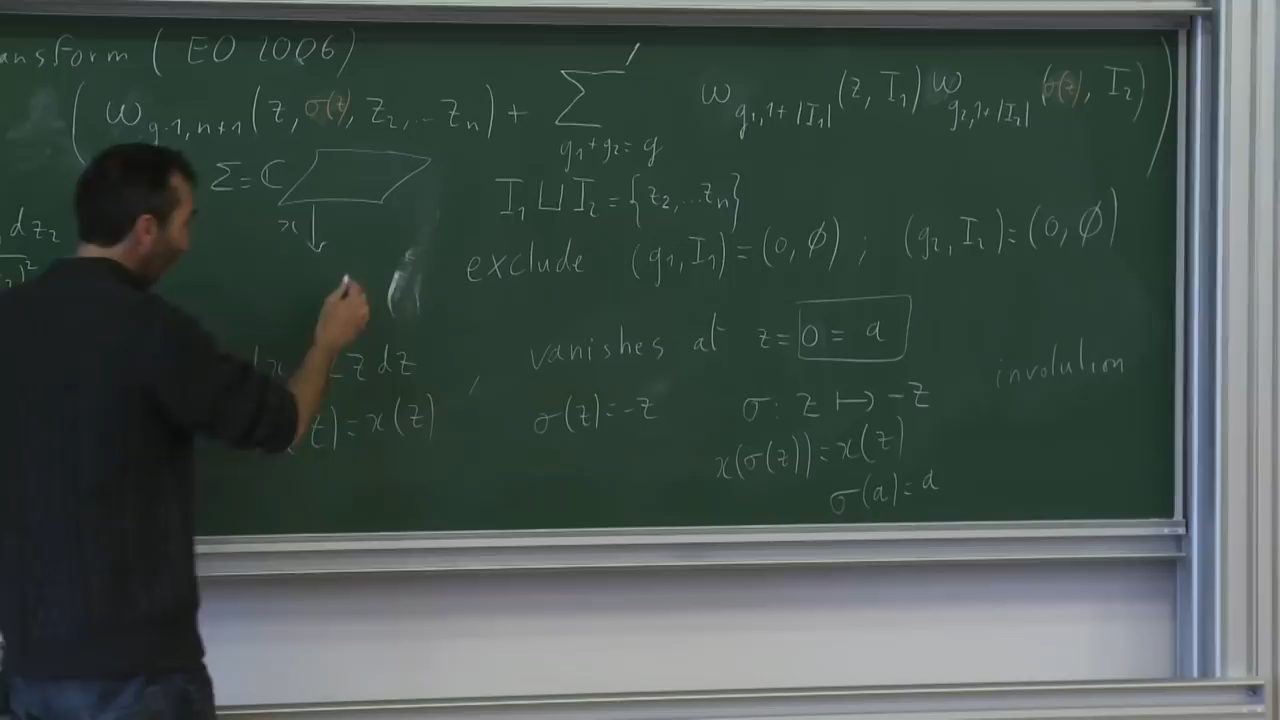 ansform ( EO 2006)
( ω_{g-1,n+1}(z, σ(z), z_2, ... z_n) + Σ'_{g_1+g_2=g} ω_{g_1,1+|I_1|}(z, I_1) ω_{g_2,1+|I_2|}(σ(z), I_2) )
Σ = ℂ
I_1 ⊔ I_2 = {z_2, ... z_n}
x
dz_2
exclude (g_1, I_1) = (0, ∅) ; (g_2, I_2) = (0, ∅)
z dz , vanishes at z = 0 = a
involution
z) = x(z)
σ(z) = -z
σ : z ↦ -z
x(σ(z)) = x(z)
σ(a) = a